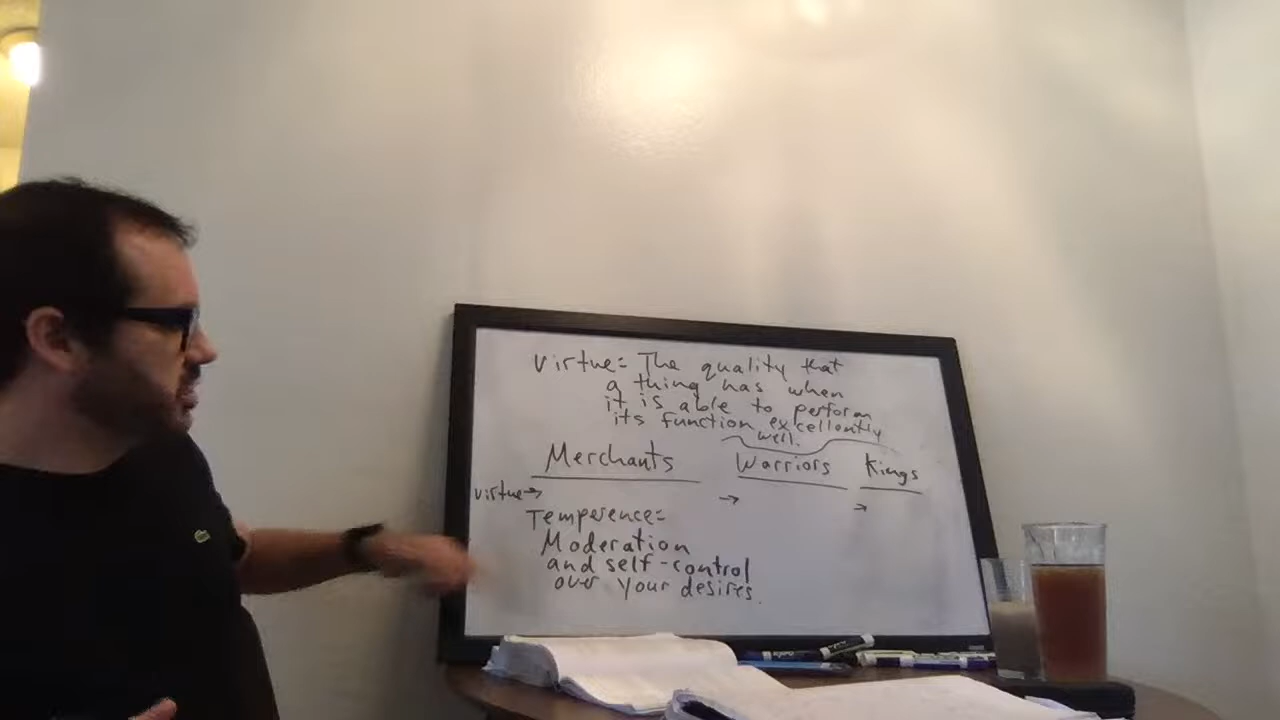 Virtue= The quality that
a thing has when
it is able to perform
its function excellently
well.
Merchants Warriors Kings
virtue→ → →
Temperence=
Moderation
and self-control
over your desires.